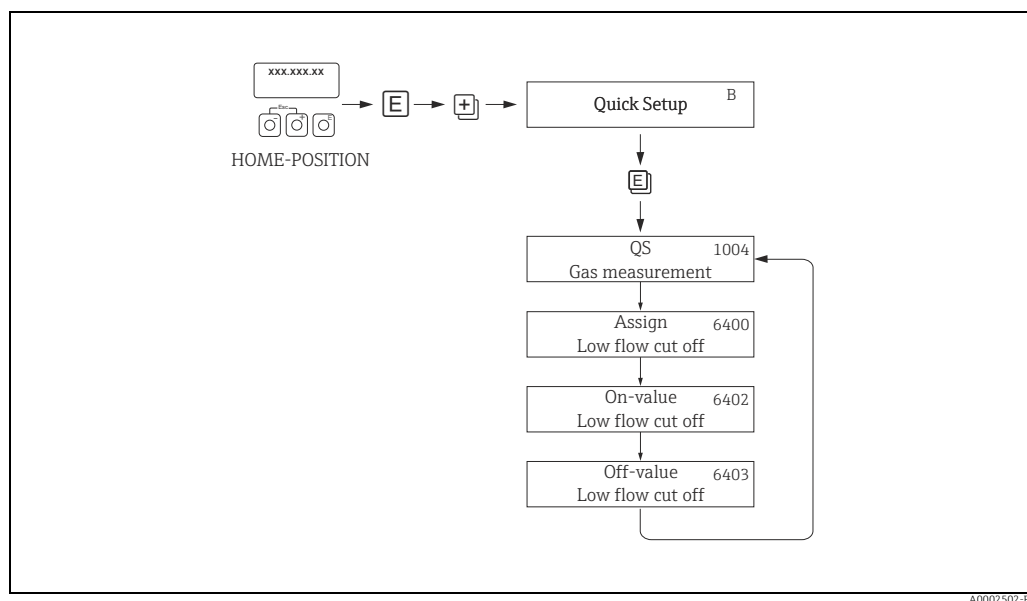 xxx.xxx.xx
Esc
- + E
HOME-POSITION
E
+
Quick Setup B
E
QS 1004
Gas measurement
Assign 6400
Low flow cut off
On-value 6402
Low flow cut off
Off-value 6403
Low flow cut off